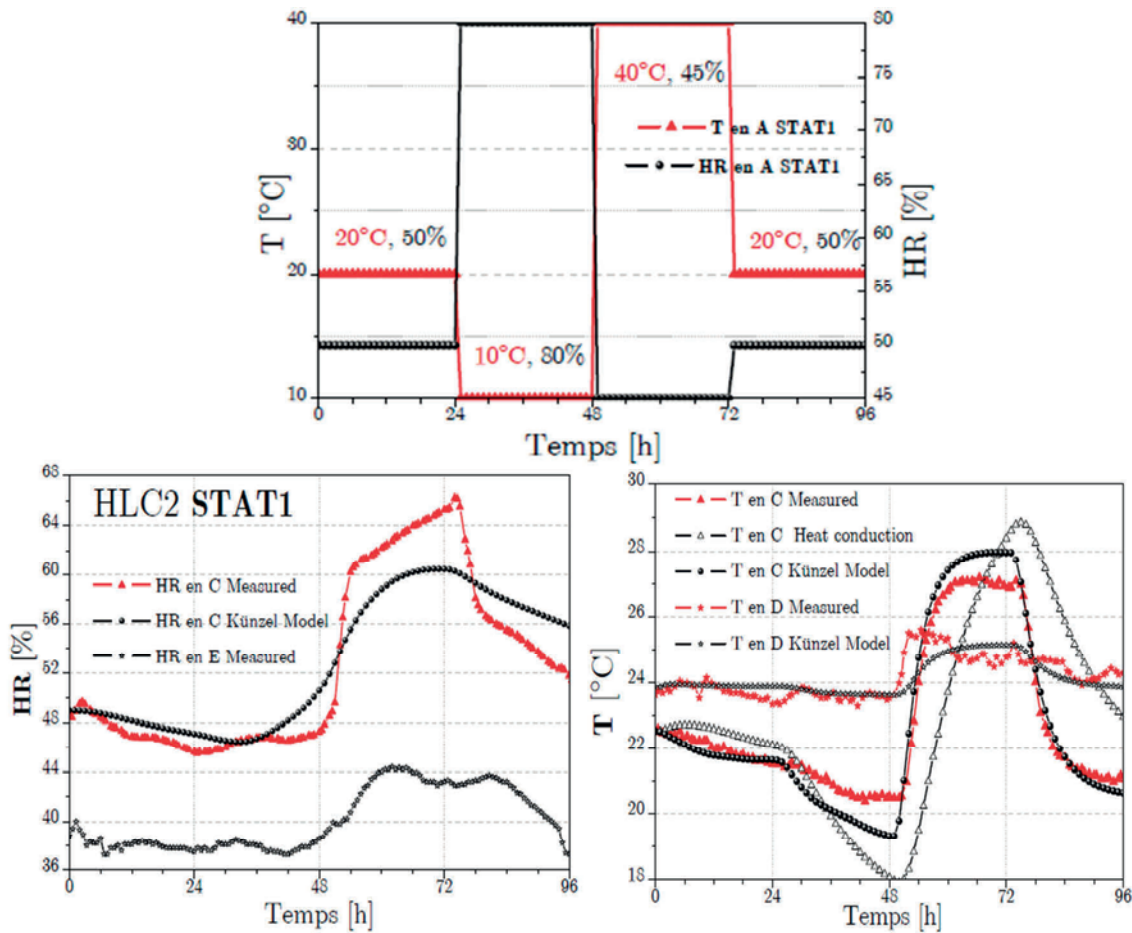 40
80
75
40°C, 45%
70
T en A STAT1
30
65
HR en A STAT1
T [°C]
HR [%]
20°C, 50%
20°C, 50%
60
20
55
10°C, 80%
50
10
45
0
24
48
72
96
Temps [h]
68
HLC2 STAT1
64
60
HR en C Measured
HR en C Künzel Model
56
HR en E Measured
HR [%]
52
48
44
40
36
0
24
48
72
96
Temps [h]
30
T en C Measured
T en C Heat conduction
28
T en C Künzel Model
T en D Measured
26
T en D Künzel Model
T [°C]
24
22
20
18
0
24
48
72
96
Temps [h]